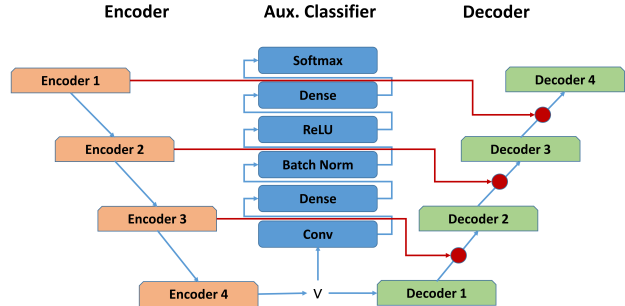 Encoder Aux. Classifier Decoder
Softmax
Encoder 1
Decoder 4
Dense
ReLU
Encoder 2
Decoder 3
Batch Norm
Dense
Encoder 3
Decoder 2
Conv
Encoder 4
V
Decoder 1